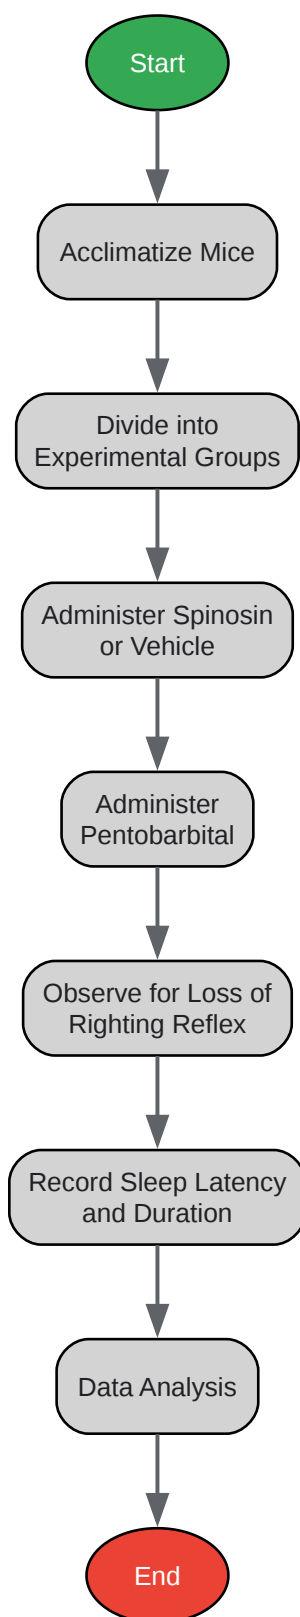 Start
Acclimatize Mice
Divide into
Experimental Groups
Administer Spinosin
or Vehicle
Administer
Pentobarbital
Observe for Loss of
Righting Reflex
Record Sleep Latency
and Duration
Data Analysis
End